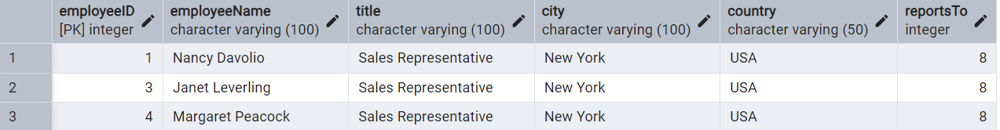 employeeID employeeName title city country reportsTo
[PK] integer character varying (100) character varying (100) character varying (100) character varying (50) integer
1 1 Nancy Davolio Sales Representative New York USA 8
2 3 Janet Leverling Sales Representative New York USA 8
3 4 Margaret Peacock Sales Representative New York USA 8